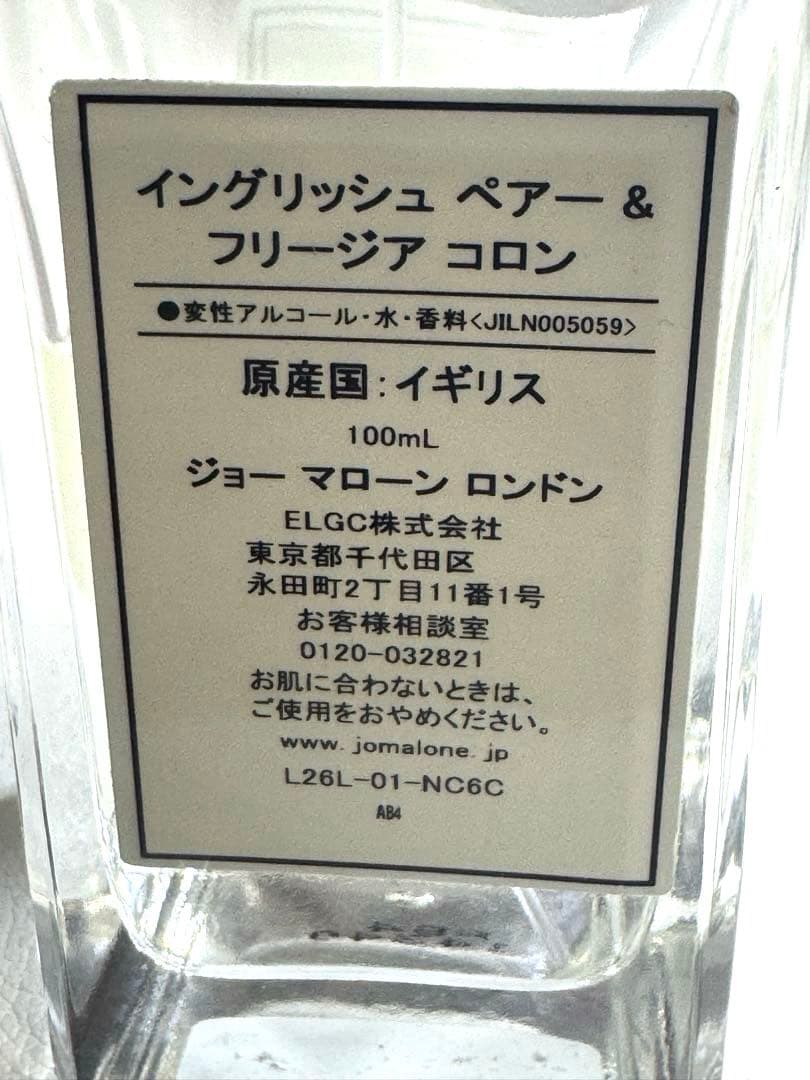 イングリッシュ ペアー &
フリージア コロン
●変性アルコール・水・香料<JILN005059>
原産国:イギリス
100mL
ジョー マローン ロンドン
ELGC株式会社
東京都千代田区
永田町2丁目11番1号
お客様相談室
0120-032821
お肌に合わないときは、
ご使用をおやめください。
www.jomalone.jp
L26L-01-NC6C
AB4